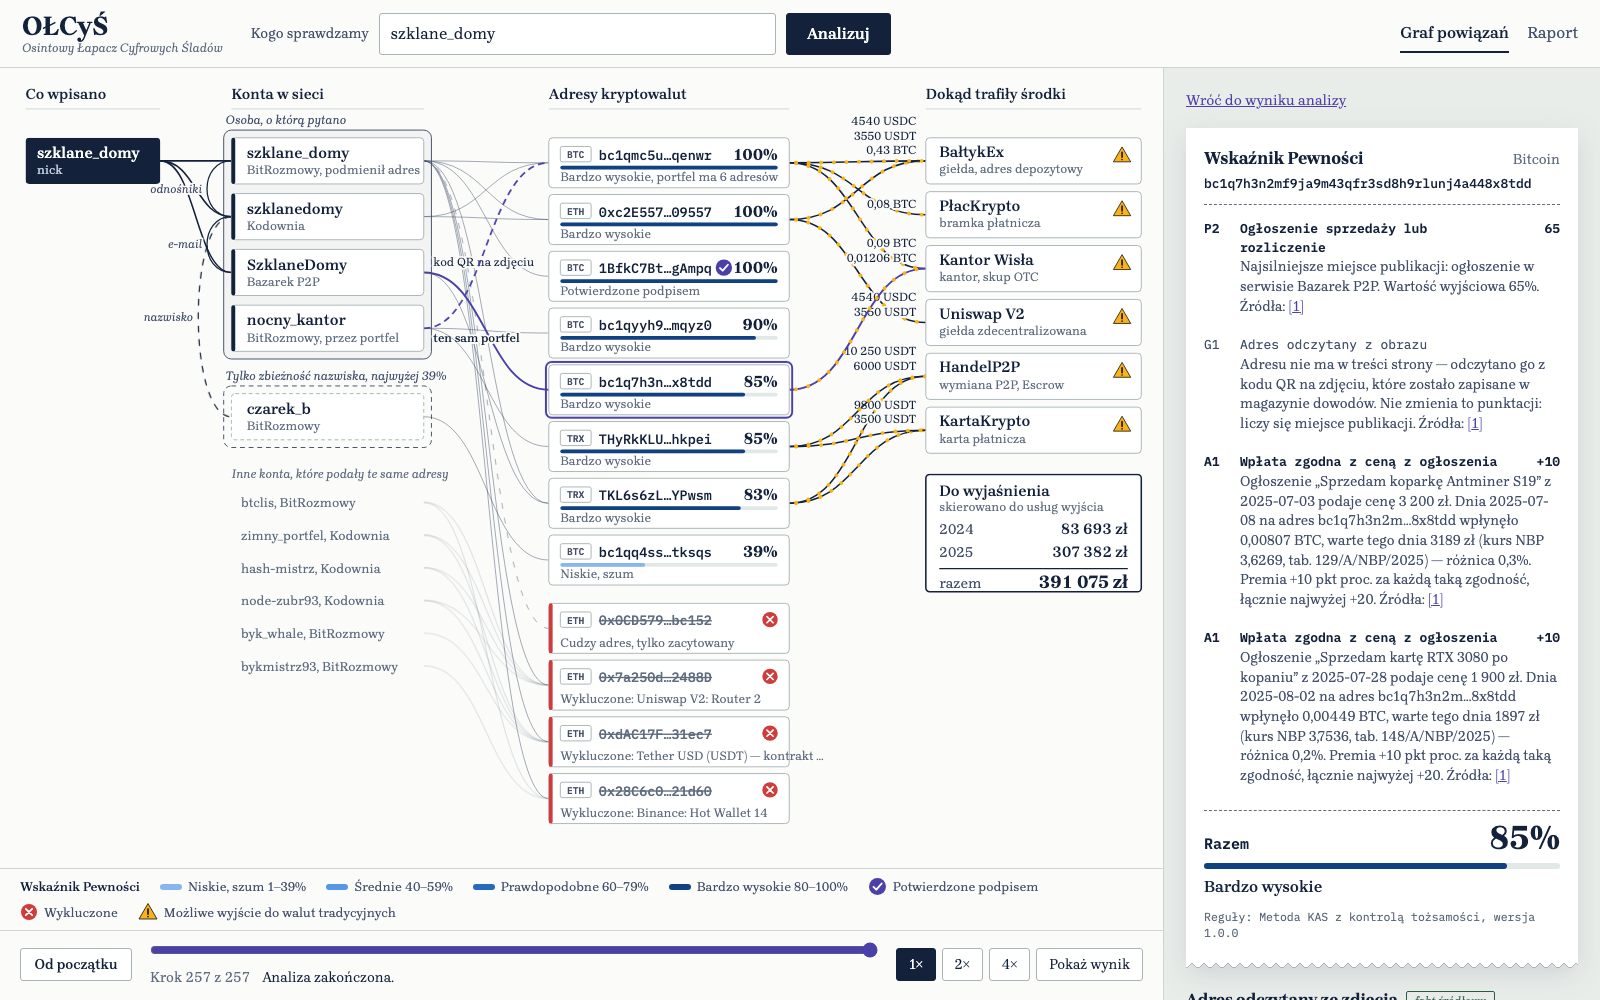 OŁCyŚ
Osintowy Łapacz Cyfrowych Śladów
Kogo sprawdzamy
szklane_domy
Analizuj
Graf powiązań
Raport
Co wpisano
szklane_domy
nick
odnośniki
e-mail
nazwisko
Konta w sieci
Osoba, o którą pytano
szklane_domy
BitRozmowy, podmienił adres
szklanedomy
Kodownia
SzklaneDomy
Bazarek P2P
nocny_kantor
BitRozmowy, przez portfel
Tylko zbieżność nazwiska, najwyżej 39%
czarek_b
BitRozmowy
Inne konta, które podały te same adresy
btclis, BitRozmowy
zimny_portfel, Kodownia
hash-mistrz, Kodownia
node-zubr93, Kodownia
byk_whale, BitRozmowy
bykmistrz93, BitRozmowy
kod QR na zdjęciu
ten sam portfel
Adresy kryptowalut
BTC bc1qmc5u…qenwr 100%
Bardzo wysokie, portfel ma 6 adresów
ETH 0xc2E557…09557 100%
Bardzo wysokie
BTC 1BfkC7Bt…gAmpq 100%
Potwierdzone podpisem
BTC bc1qyyh9…mqyz0 90%
Bardzo wysokie
BTC bc1q7h3n…x8tdd 85%
Bardzo wysokie
TRX THyRkKLU…hkpei 85%
Bardzo wysokie
TRX TKL6s6zL…YPwsm 83%
Bardzo wysokie
BTC bc1qq4ss…tksqs 39%
Niskie, szum
ETH 0x0CD579…bc152
Cudzy adres, tylko zacytowany
ETH 0x7a250d…2488D
Wykluczone: Uniswap V2: Router 2
ETH 0xdAC17F…31ec7
Wykluczone: Tether USD (USDT) — kontrakt …
ETH 0x28C6c0…21d60
Wykluczone: Binance: Hot Wallet 14
4540 USDC
3550 USDT
0,43 BTC
0,08 BTC
0,09 BTC
0,01206 BTC
4540 USDC
3550 USDT
10 250 USDT
6000 USDT
9800 USDT
3500 USDT
Dokąd trafiły środki
BałtykEx
giełda, adres depozytowy
PłacKrypto
bramka płatnicza
Kantor Wisła
kantor, skup OTC
Uniswap V2
giełda zdecentralizowana
HandelP2P
wymiana P2P, Escrow
KartaKrypto
karta płatnicza
Do wyjaśnienia
skierowano do usług wyjścia
2024 83 693 zł
2025 307 382 zł
razem 391 075 zł
Wskaźnik Pewności
Niskie, szum 1–39%
Średnie 40–59%
Prawdopodobne 60–79%
Bardzo wysokie 80–100%
Potwierdzone podpisem
Wykluczone
Możliwe wyjście do walut tradycyjnych
Od początku
Krok 257 z 257 Analiza zakończona.
1×
2×
4×
Pokaż wynik
Wróć do wyniku analizy
Wskaźnik Pewności Bitcoin
bc1q7h3n2mf9ja9m43qfr3sd8h9rlunj4a448x8tdd
P2 Ogłoszenie sprzedaży lub 65
rozliczenie
Najsilniejsze miejsce publikacji: ogłoszenie w
serwisie Bazarek P2P. Wartość wyjściowa 65%.
Źródła: [1]
G1 Adres odczytany z obrazu
Adresu nie ma w treści strony — odczytano go z
kodu QR na zdjęciu, które zostało zapisane w
magazynie dowodów. Nie zmienia to punktacji:
liczy się miejsce publikacji. Źródła: [1]
A1 Wpłata zgodna z ceną z ogłoszenia +10
Ogłoszenie „Sprzedam koparkę Antminer S19” z
2025-07-03 podaje cenę 3 200 zł. Dnia 2025-07-
08 na adres bc1q7h3n2m…8x8tdd wpłynęło
0,00807 BTC, warte tego dnia 3189 zł (kurs NBP
3,6269, tab. 129/A/NBP/2025) — różnica 0,3%.
Premia +10 pkt proc. za każdą taką zgodność,
łącznie najwyżej +20. Źródła: [1]
A1 Wpłata zgodna z ceną z ogłoszenia +10
Ogłoszenie „Sprzedam kartę RTX 3080 po
kopaniu” z 2025-07-28 podaje cenę 1 900 zł. Dnia
2025-08-02 na adres bc1q7h3n2m…8x8tdd
wpłynęło 0,00449 BTC, warte tego dnia 1897 zł
(kurs NBP 3,7536, tab. 148/A/NBP/2025) —
różnica 0,2%. Premia +10 pkt proc. za każdą taką
zgodność, łącznie najwyżej +20. Źródła: [1]
Razem 85%
Bardzo wysokie
Reguły: Metoda KAS z kontrolą tożsamości, wersja
1.0.0
Adres odczytany ze zdjęcia